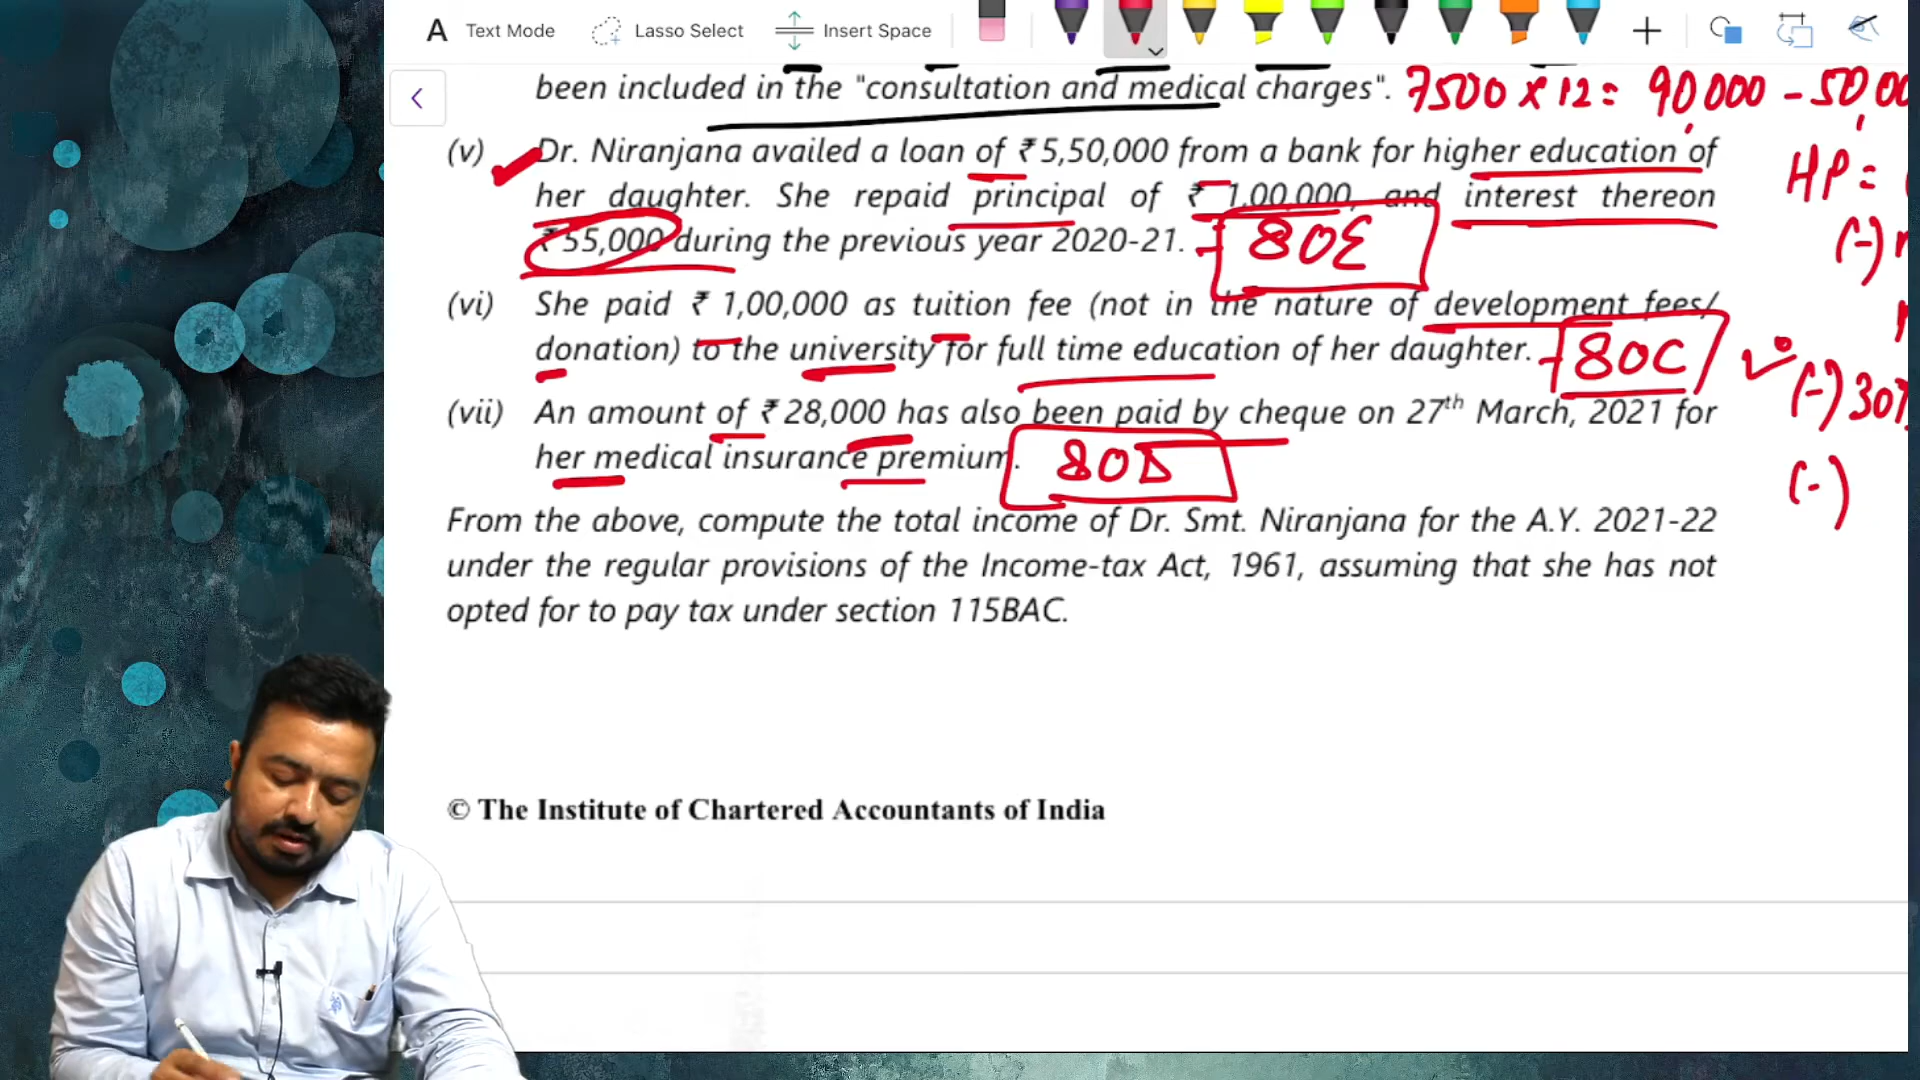 A Text Mode Lasso Select Insert Space
been included in the "consultation and medical charges". 7500 × 12 = 90000 - 5000
(v) Dr. Niranjana availed a loan of ₹ 5,50,000 from a bank for higher education of
HP =
her daughter. She repaid principal of ₹ 1,00,000, and interest thereon
₹ 55,000 during the previous year 2020-21. - 80E (-)
(vi) She paid ₹ 1,00,000 as tuition fee (not in the nature of development fees/
donation) to the university for full time education of her daughter. - 80C
(-) 30%
(vii) An amount of ₹ 28,000 has also been paid by cheque on 27th March, 2021 for
her medical insurance premium. 80D
(-)
From the above, compute the total income of Dr. Smt. Niranjana for the A.Y. 2021-22
under the regular provisions of the Income-tax Act, 1961, assuming that she has not
opted for to pay tax under section 115BAC.
© The Institute of Chartered Accountants of India